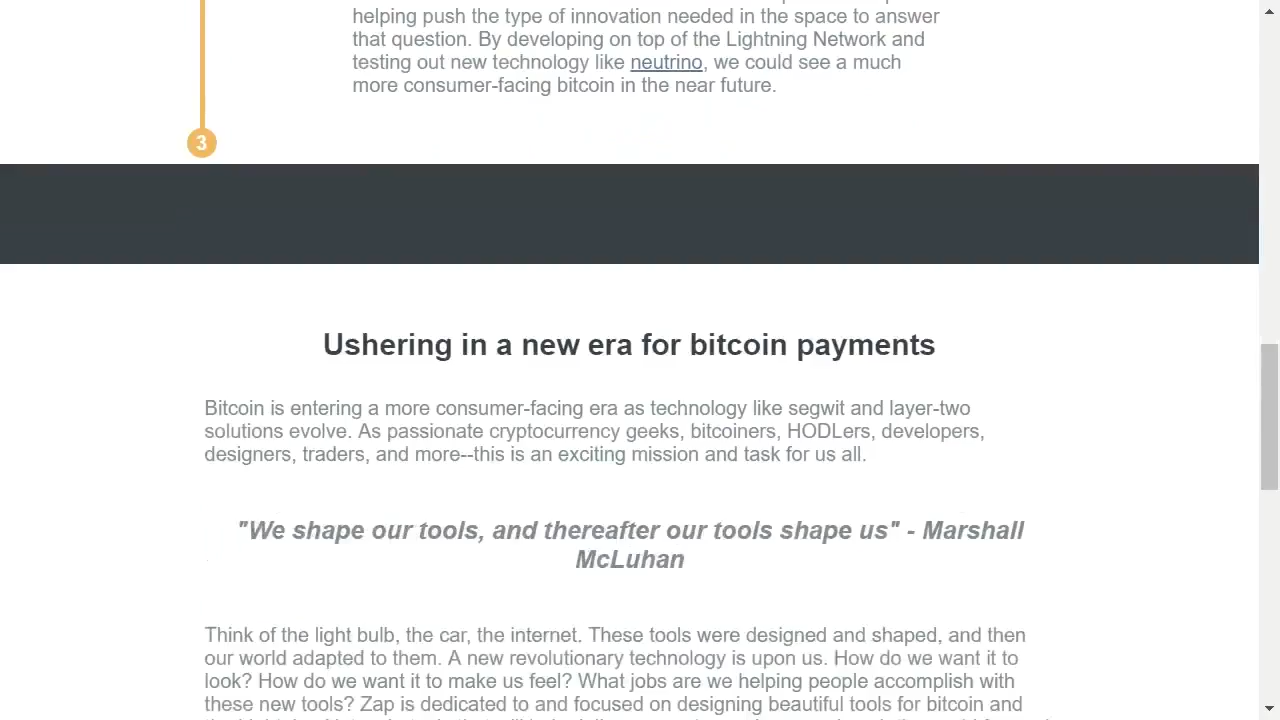 helping push the type of innovation needed in the space to answer
that question. By developing on top of the Lightning Network and
testing out new technology like neutrino, we could see a much
more consumer-facing bitcoin in the near future.
3
Ushering in a new era for bitcoin payments
Bitcoin is entering a more consumer-facing era as technology like segwit and layer-two
solutions evolve. As passionate cryptocurrency geeks, bitcoiners, HODLers, developers,
designers, traders, and more--this is an exciting mission and task for us all.
"We shape our tools, and thereafter our tools shape us" - Marshall
McLuhan
Think of the light bulb, the car, the internet. These tools were designed and shaped, and then
our world adapted to them. A new revolutionary technology is upon us. How do we want it to
look? How do we want it to make us feel? What jobs are we helping people accomplish with
these new tools? Zap is dedicated to and focused on designing beautiful tools for bitcoin and